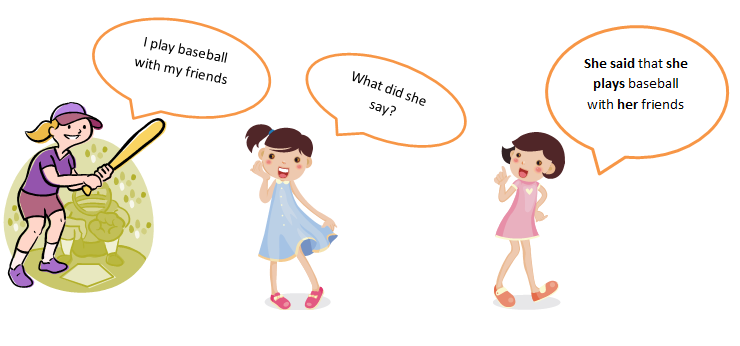 I play baseball
with my friends
What did she
say?
She said that she
plays baseball
with her friends